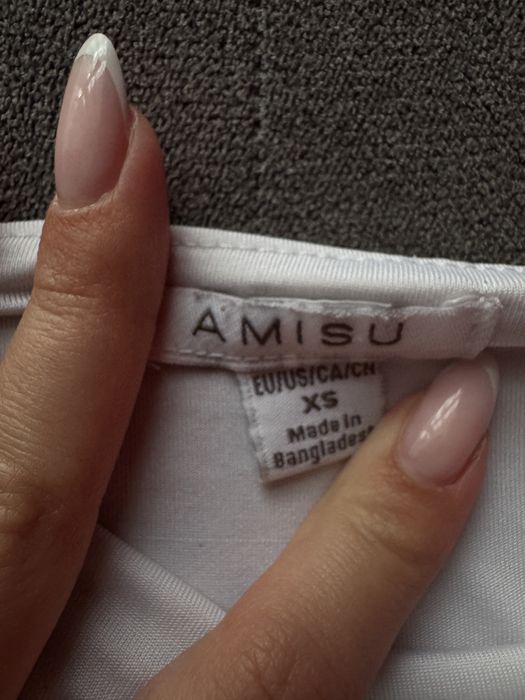 AMISU
EU/US/CA/CH
XS
Made in
Bangladesh